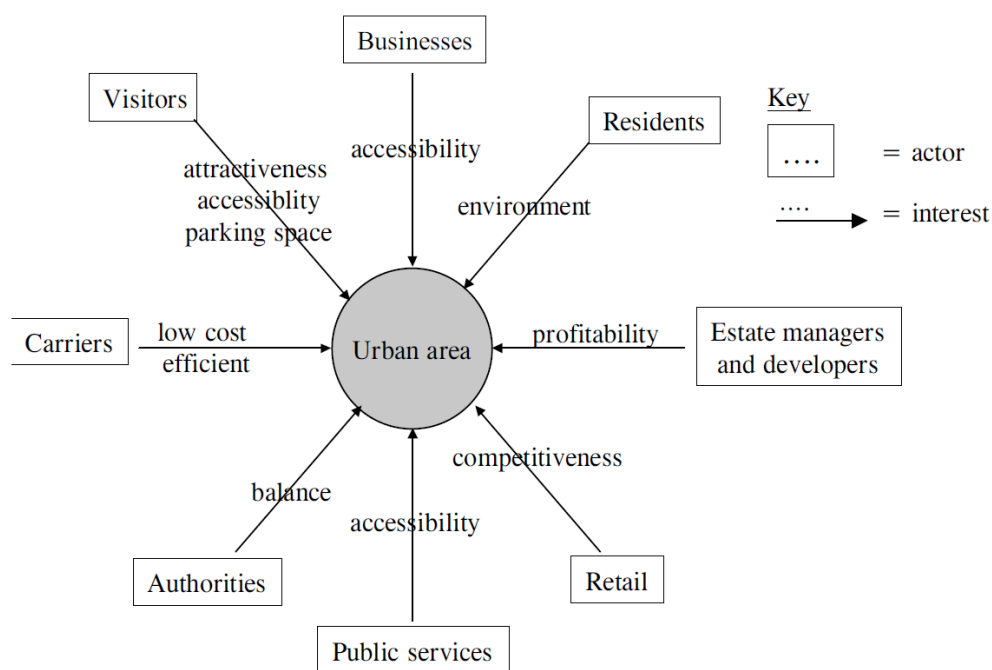 Businesses
Visitors
Residents
Key
....
= actor
....
= interest
attractiveness
accessiblity
parking space
accessibility
environment
Carriers
low cost
efficient
Urban area
profitability
Estate managers
and developers
competitiveness
balance
accessibility
Authorities
Retail
Public services